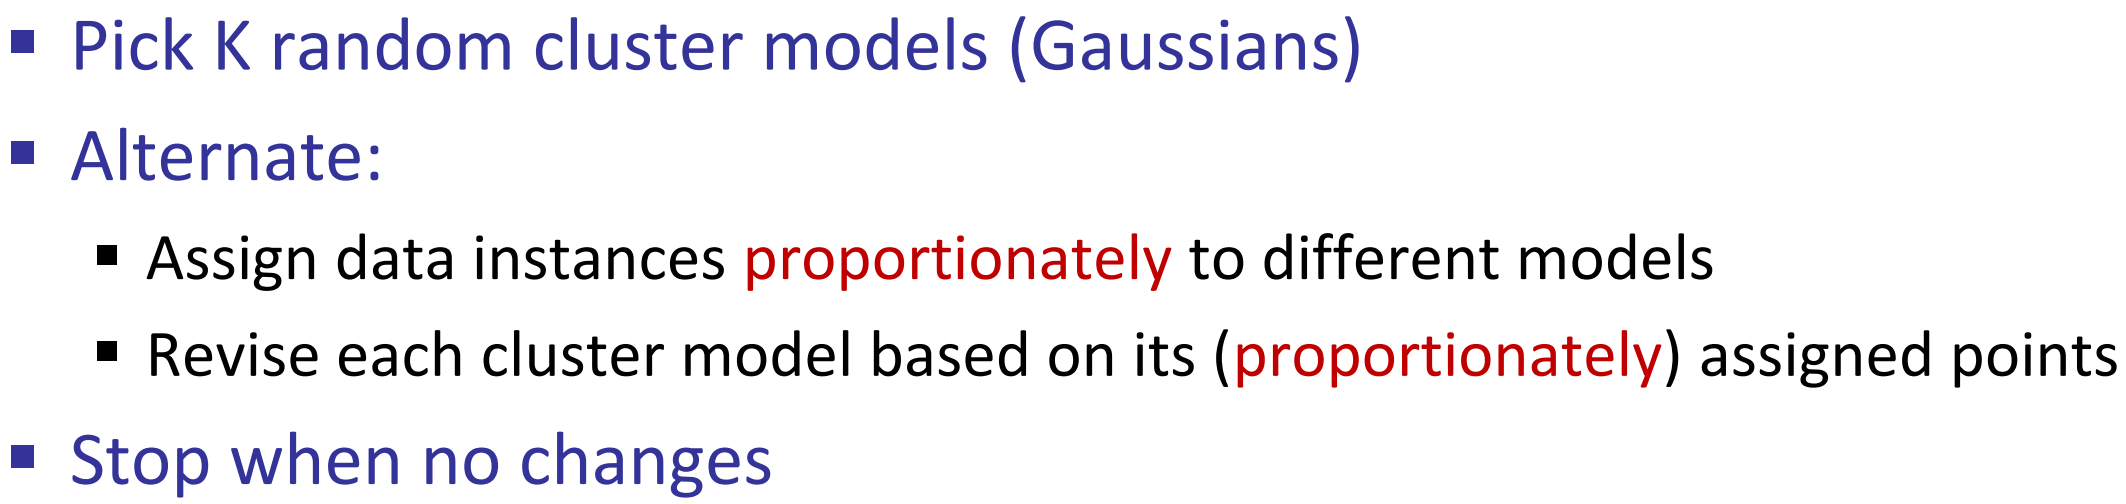 ▪ Pick K random cluster models (Gaussians)
▪ Alternate:
▪ Assign data instances proportionately to different models
▪ Revise each cluster model based on its (proportionately) assigned points
▪ Stop when no changes